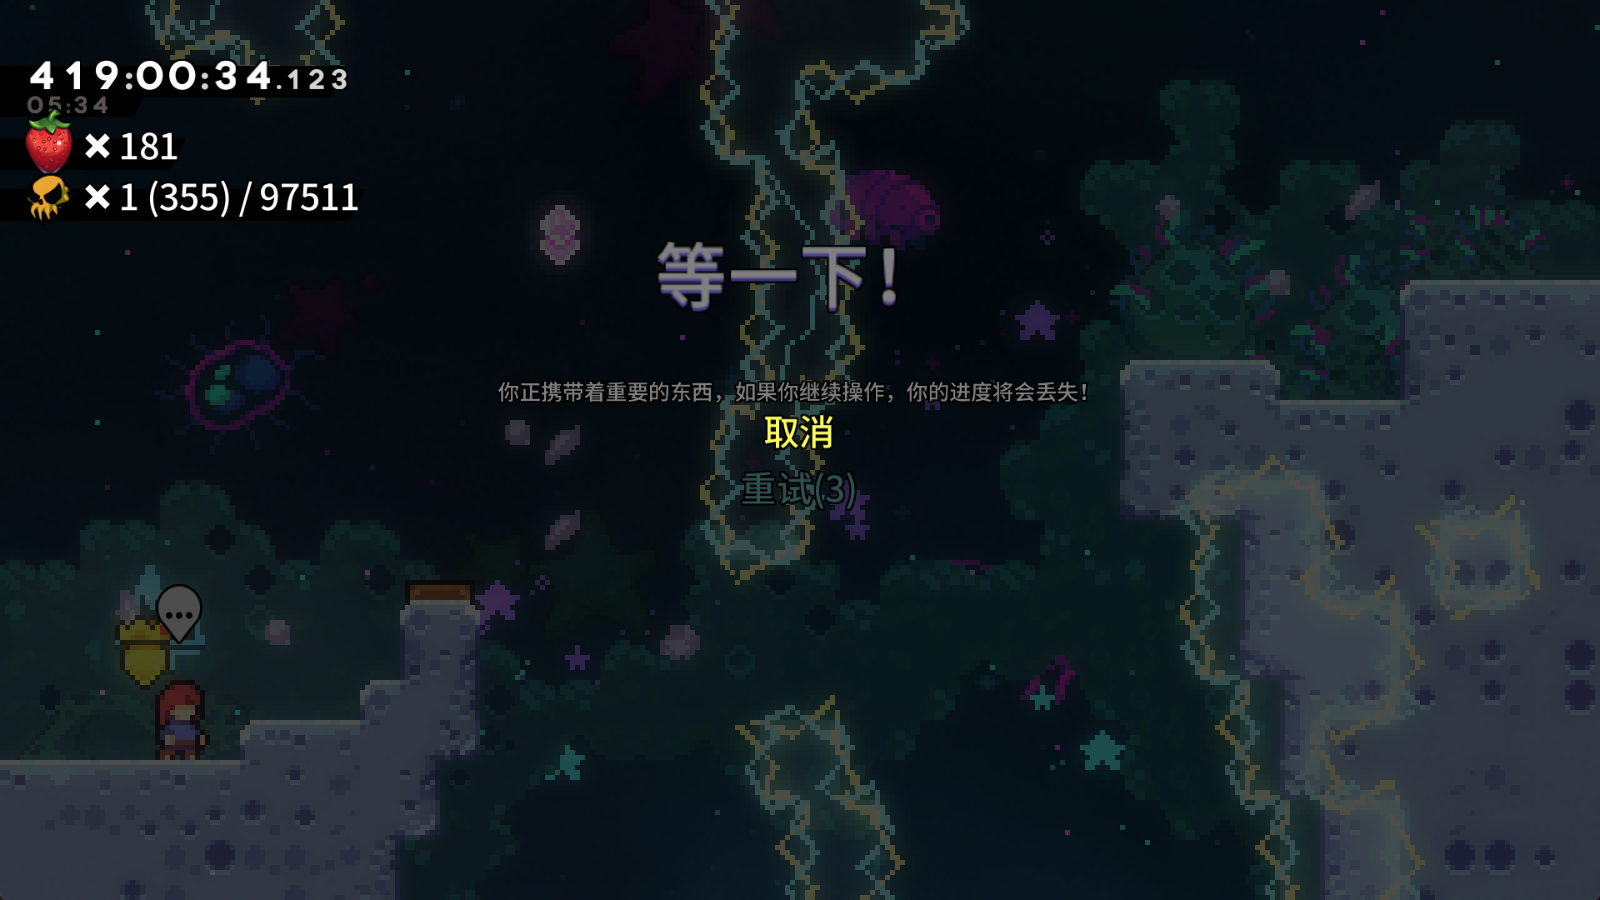 419:00:34.123
05:34
×181
×1 (355) / 97511
等一下！
你正携带着重要的东西，如果你继续操作，你的进度将会丢失！
取消
重试(3)
...